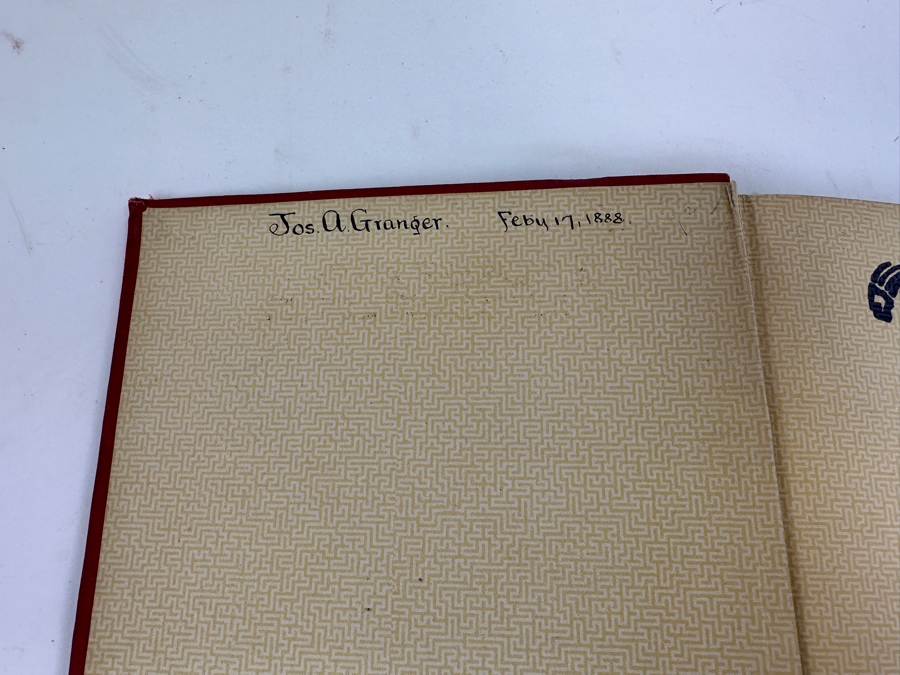 Jos. A. Granger. Feby 17, 1888.